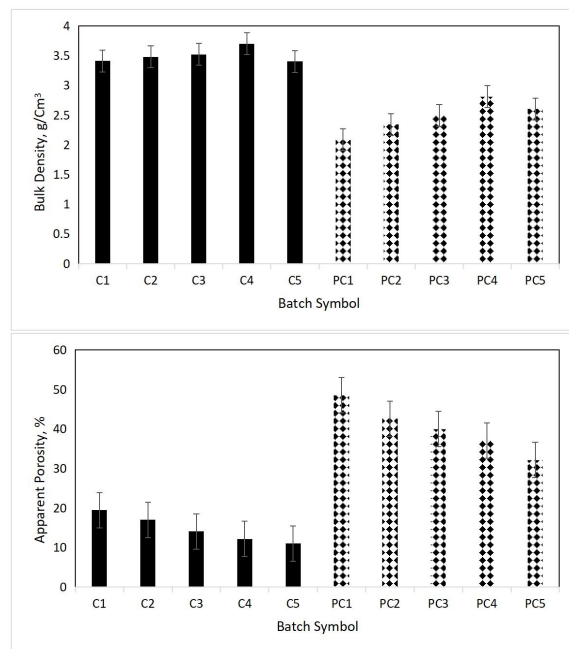 4
3.5
3
2.5
2
1.5
1
0.5
0
Bulk Density, g/Cm³
C1 C2 C3 C4 C5 PC1 PC2 PC3 PC4 PC5
Batch Symbol
60
50
40
30
20
10
0
Apparent Porosity, %
C1 C2 C3 C4 C5 PC1 PC2 PC3 PC4 PC5
Batch Symbol